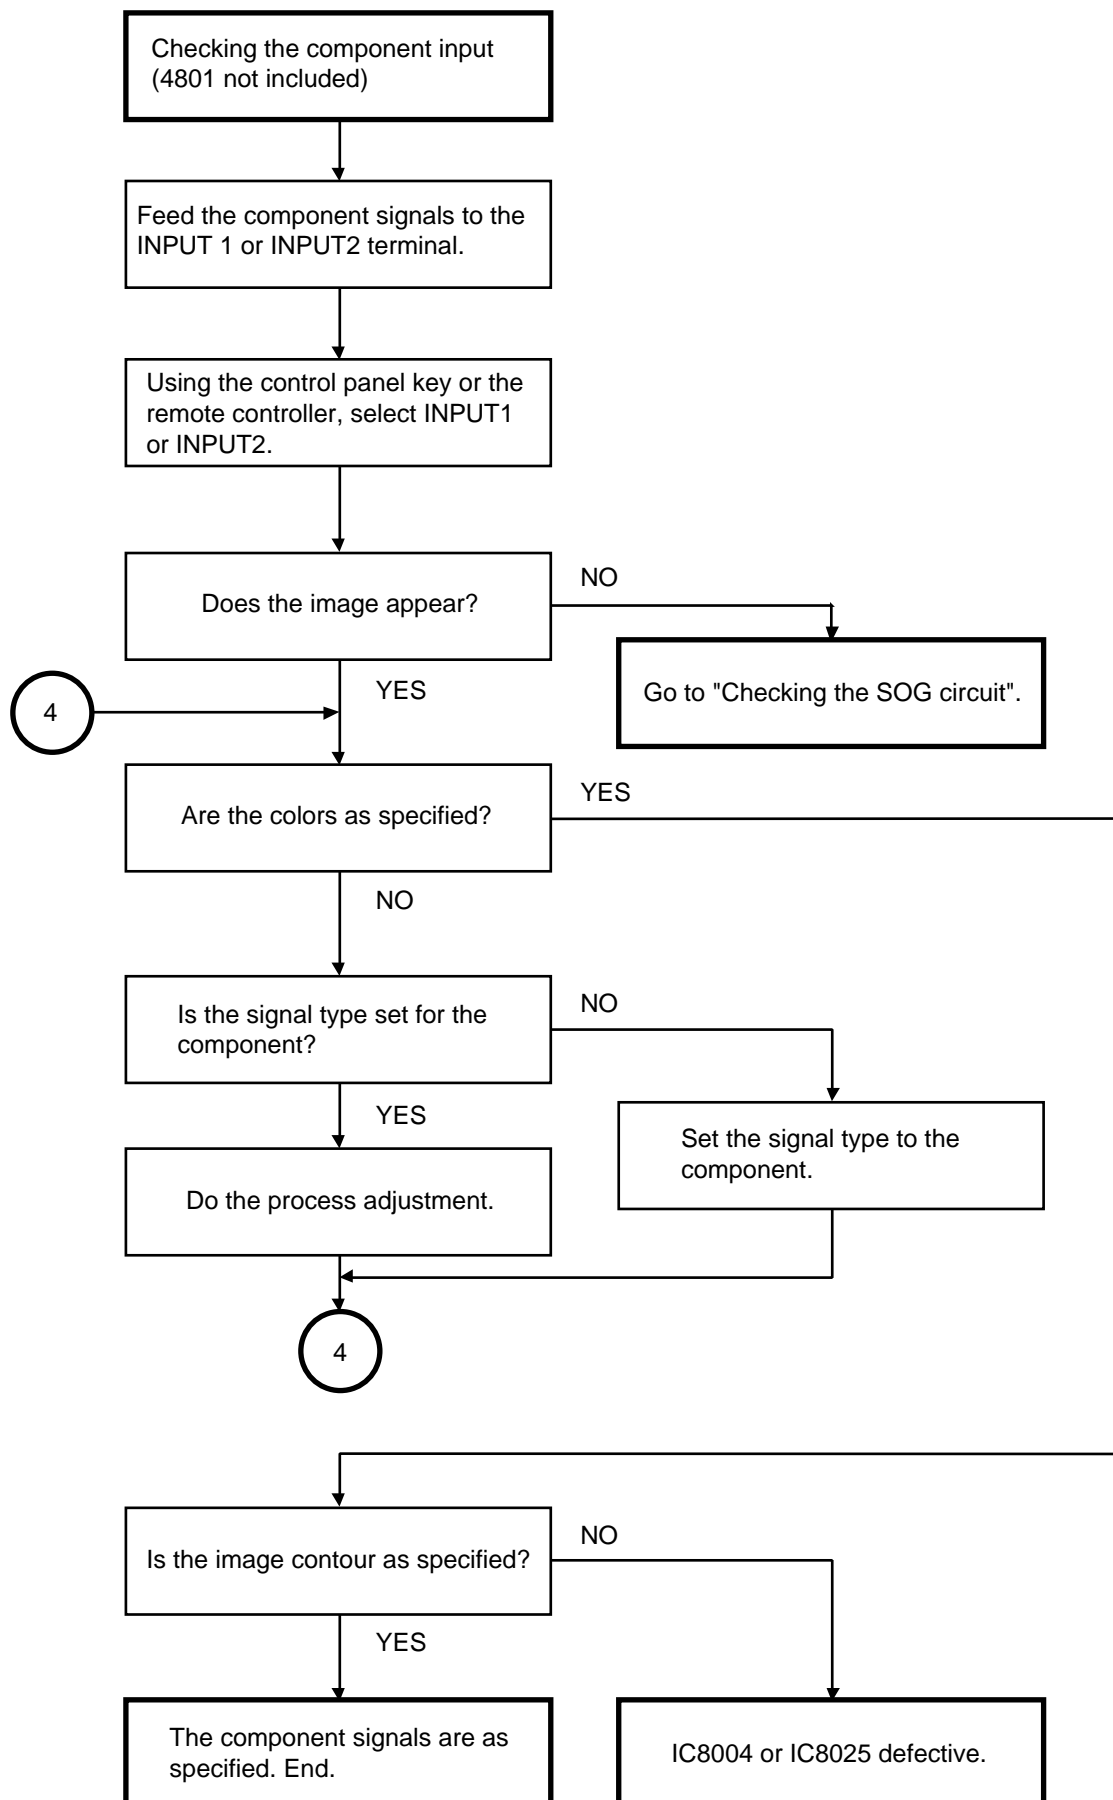 Checking the component input
(4801 not included)
Feed the component signals to the
INPUT 1 or INPUT2 terminal.
Using the control panel key or the
remote controller, select INPUT1
or INPUT2.
Does the image appear?
NO
Go to "Checking the SOG circuit".
YES
4
Are the colors as specified?
YES
NO
Is the signal type set for the
component?
NO
YES
Set the signal type to the
component.
Do the process adjustment.
4
Is the image contour as specified?
NO
YES
The component signals are as
specified. End.
IC8004 or IC8025 defective.